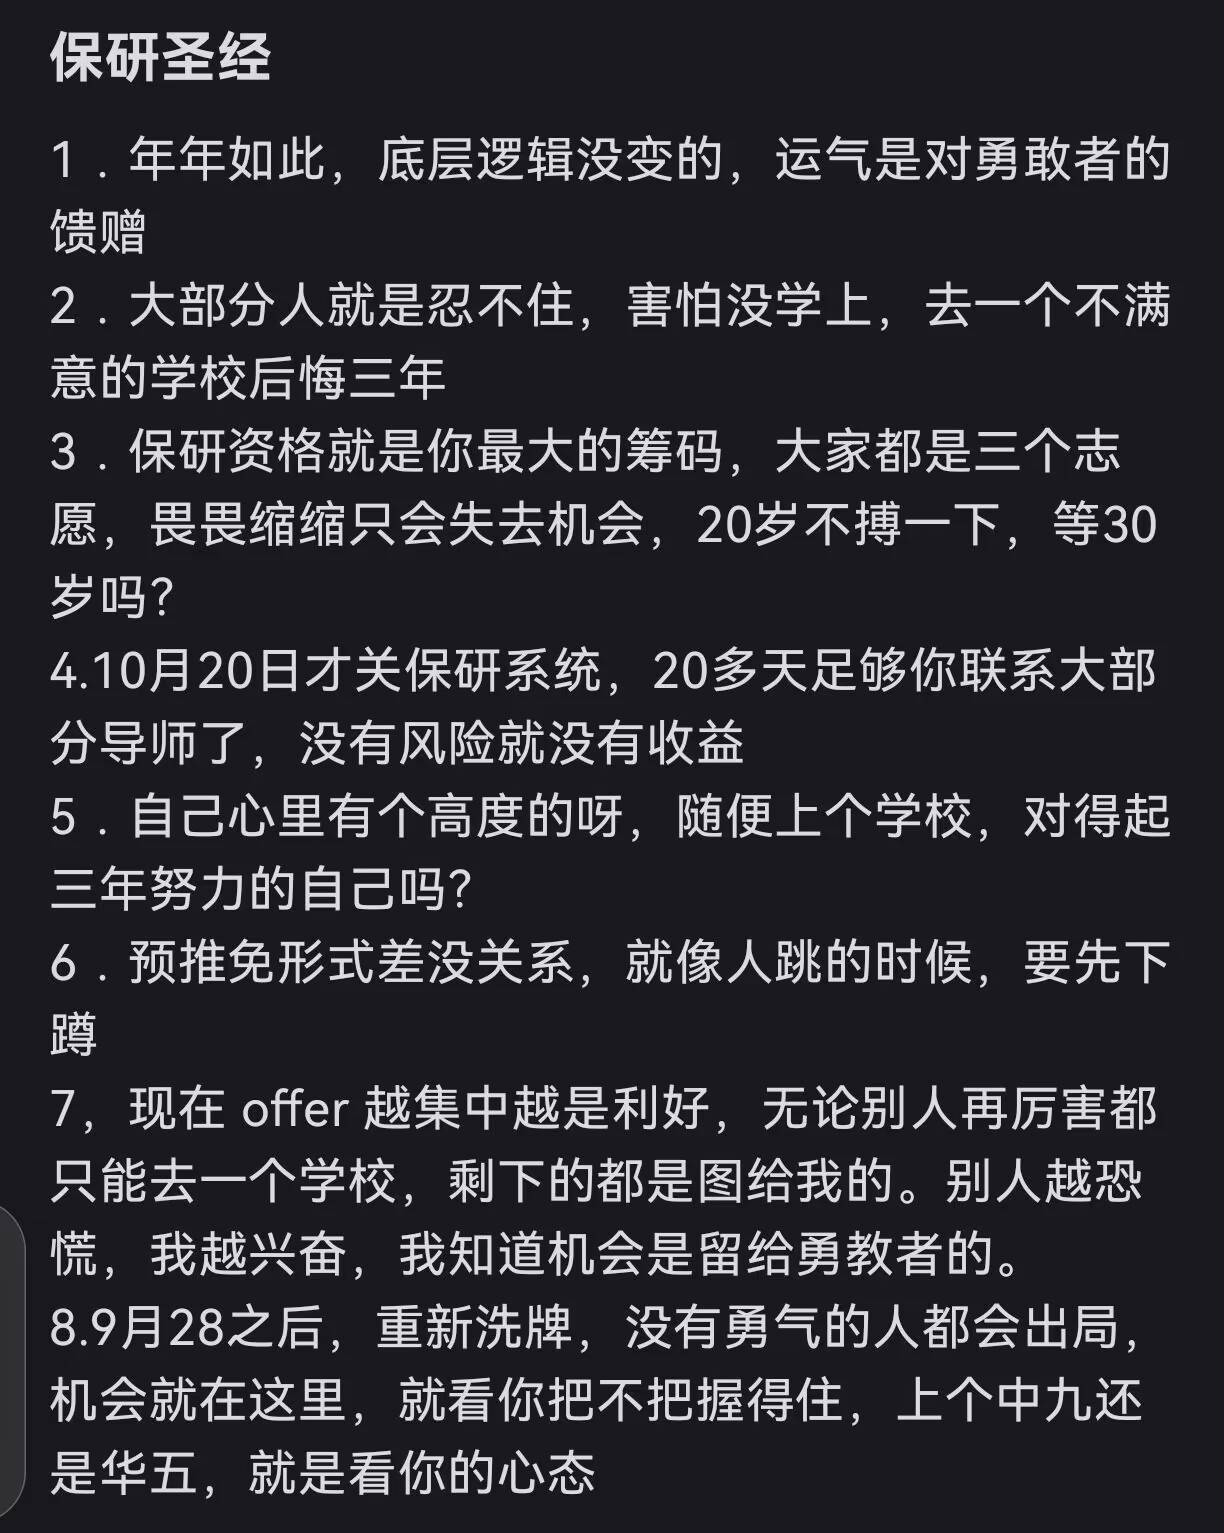 保研圣经
1．年年如此，底层逻辑没变的，运气是对勇敢者的
馈赠
2．大部分人就是忍不住，害怕没学上，去一个不满
意的学校后悔三年
3．保研资格就是你最大的筹码，大家都是三个志
愿，畏畏缩缩只会失去机会，20岁不搏一下，等30
岁吗？
4.10月20日才关保研系统，20多天足够你联系大部
分导师了，没有风险就没有收益
5．自己心里有个高度的呀，随便上个学校，对得起
三年努力的自己吗？
6．预推免形式差没关系，就像人跳的时候，要先下
蹲
7，现在 offer 越集中越是利好，无论别人再厉害都
只能去一个学校，剩下的都是图给我的。别人越恐
慌，我越兴奋，我知道机会是留给勇教者的。
8.9月28之后，重新洗牌，没有勇气的人都会出局，
机会就在这里，就看你把不把握得住，上个中九还
是华五，就是看你的心态